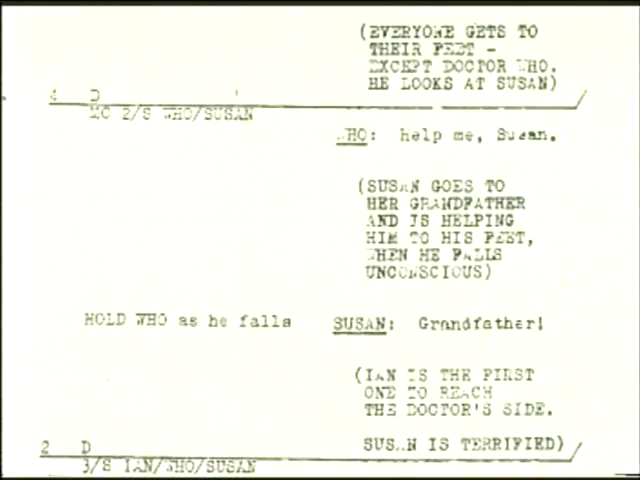 (EVERYONE GETS TO
THEIR FEET -
EXCEPT DOCTOR WHO.
HE LOOKS AT SUSAN)
4 D
MC 2/S WHO/SUSAN
WHO: help me, Susan.
(SUSAN GOES TO
HER GRANDFATHER
AND IS HELPING
HIM TO HIS FEET,
WHEN HE FALLS
UNCONSCIOUS)
HOLD WHO as he falls SUSAN: Grandfather!
(IAN IS THE FIRST
ONE TO REACH
THE DOCTOR'S SIDE.
SUSAN IS TERRIFIED)
2 D
3/S IAN/WHO/SUSAN